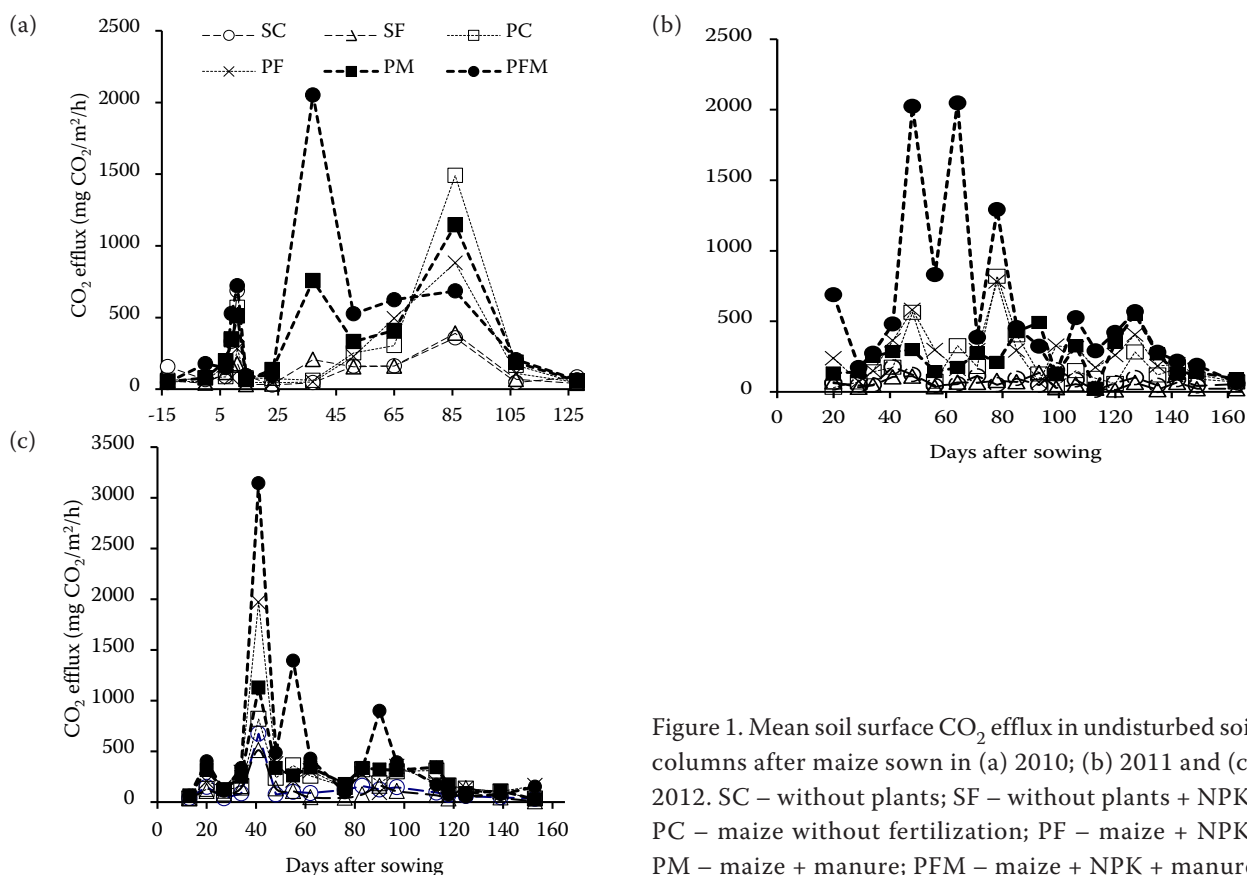 (a)
2500
2000
1500
1000
500
0
CO2 efflux (mg CO2/m2/h)
SC SF PC
PF PM PFM
-15 5 25 45 65 85 105 125
(b)
2500
2000
1500
1000
500
0
0 20 40 60 80 100 120 140 160
Days after sowing
(c)
3500
3000
2500
2000
1500
1000
500
0
CO2 efflux (mg CO2/m2/h)
0 20 40 60 80 100 120 140 160
Days after sowing
Figure 1. Mean soil surface CO2 efflux in undisturbed soi
columns after maize sown in (a) 2010; (b) 2011 and (c
2012. SC – without plants; SF – without plants + NPK
PC – maize without fertilization; PF – maize + NPK
PM – maize + manure; PFM – maize + NPK + manure